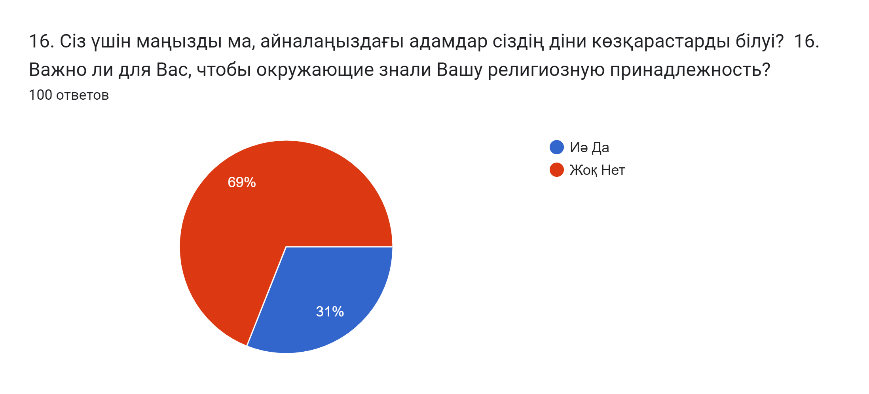 16. Сіз үшін маңызды ма, айналаңыздағы адамдар сіздің діни көзқарастарды білуі?  16.
Важно ли для Вас, чтобы окружающие знали Вашу религиозную принадлежность?
100 ответов
Иә Да
Жоқ Нет
69%
31%